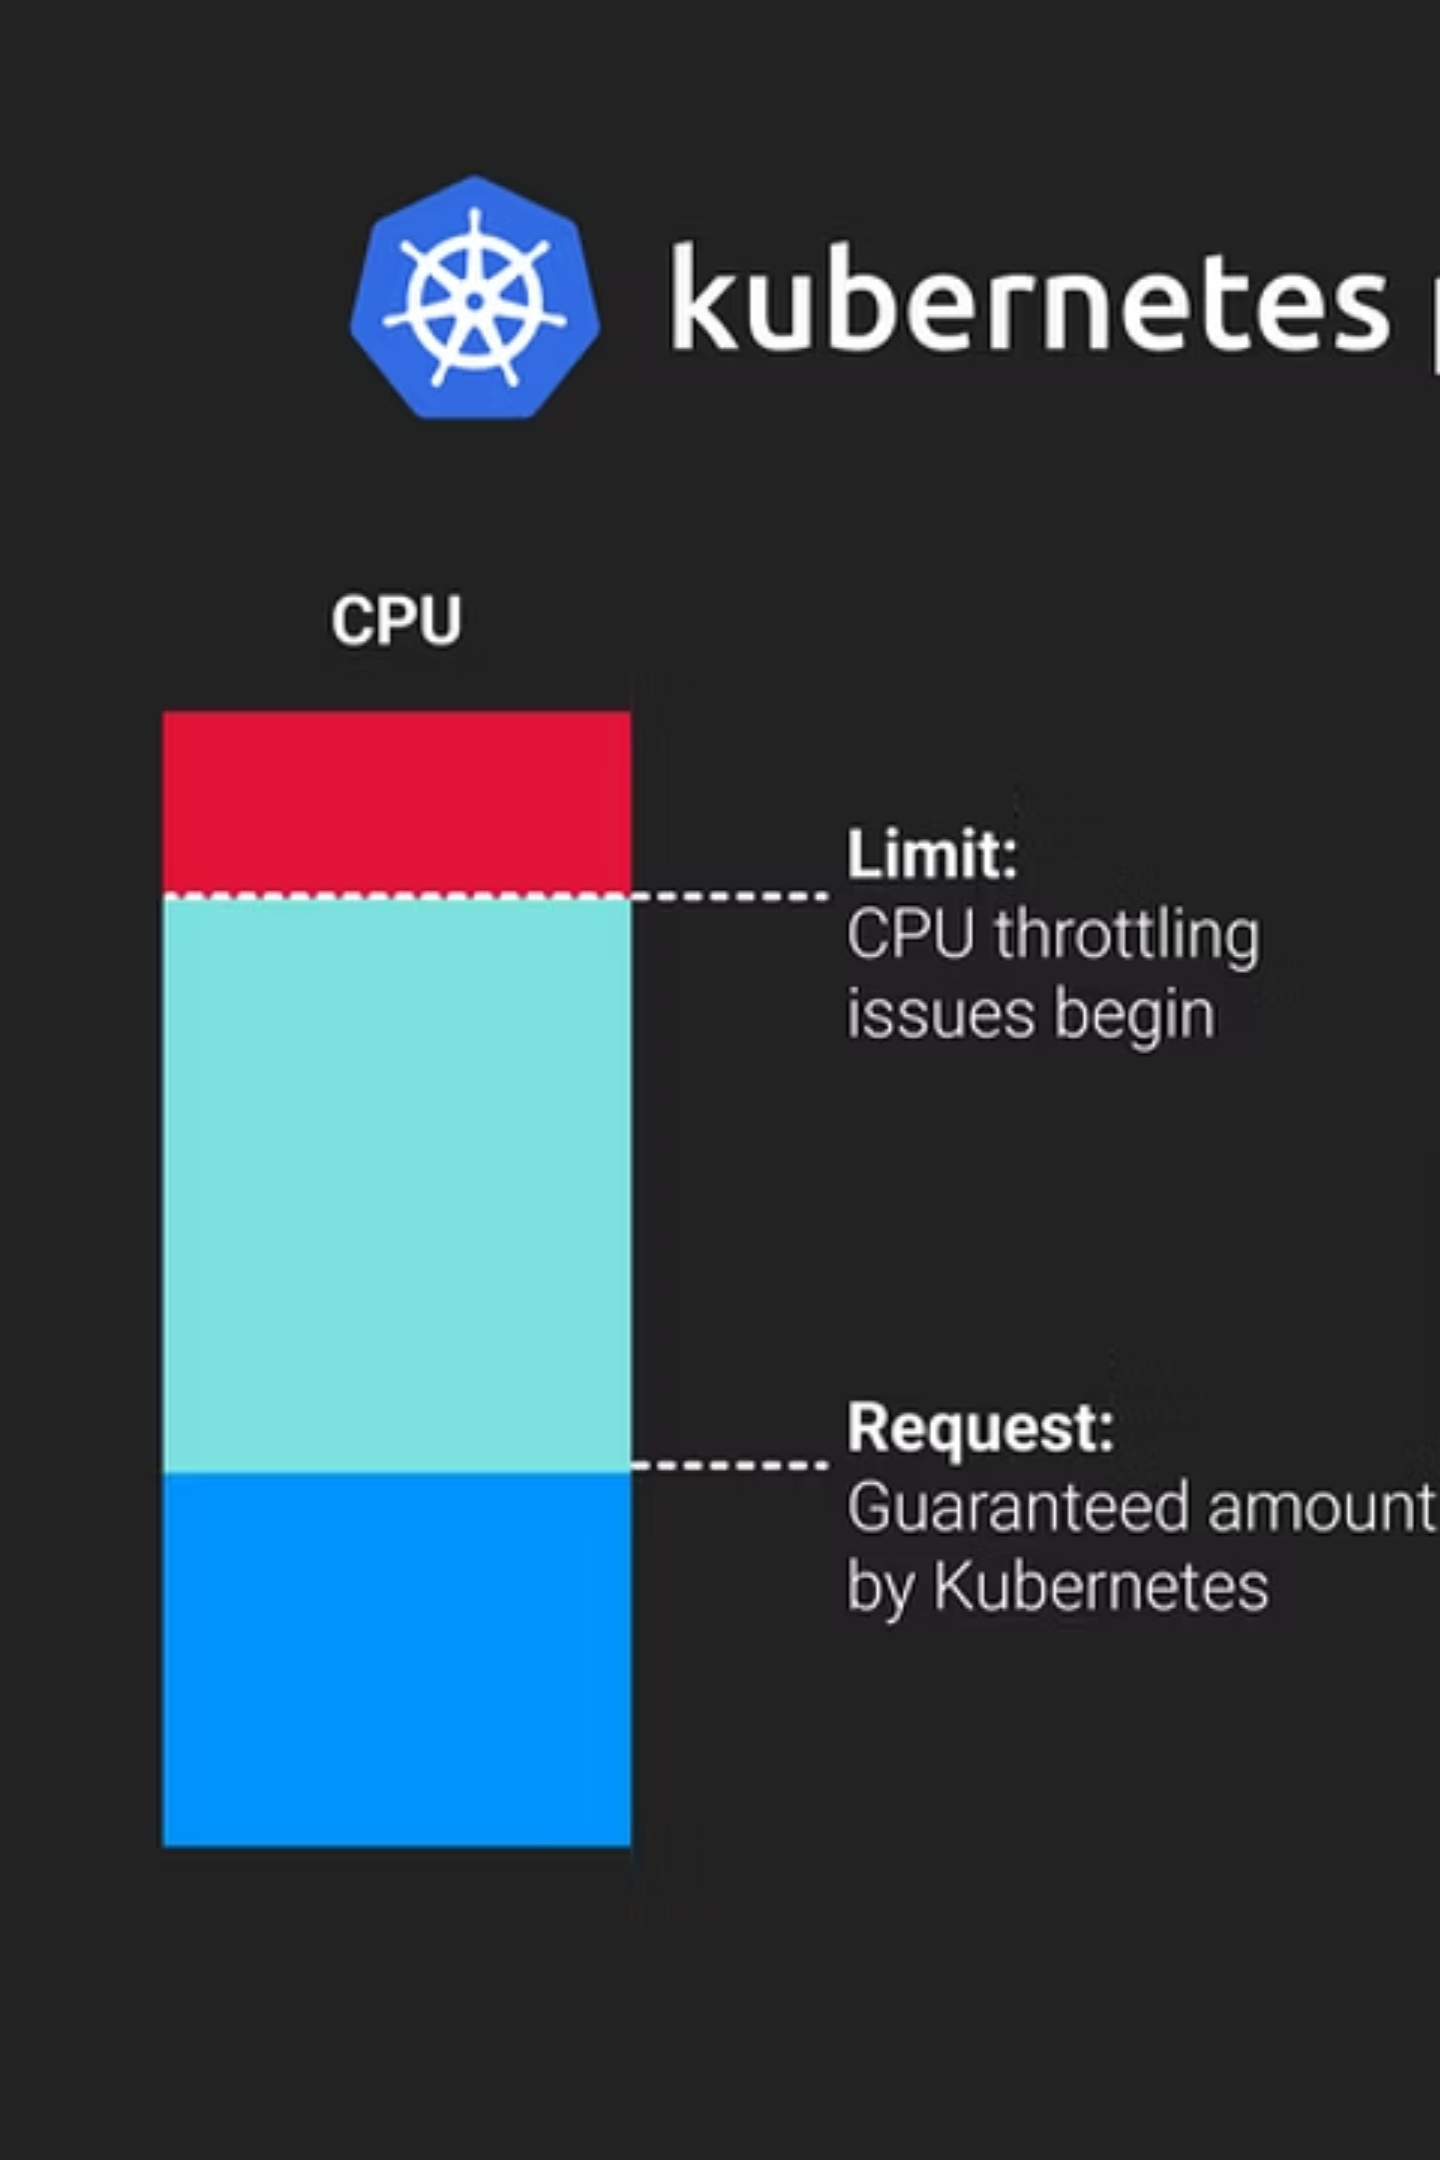 kubernetes
CPU
Limit:
CPU throttling
issues begin
Request:
Guaranteed amount
by Kubernetes